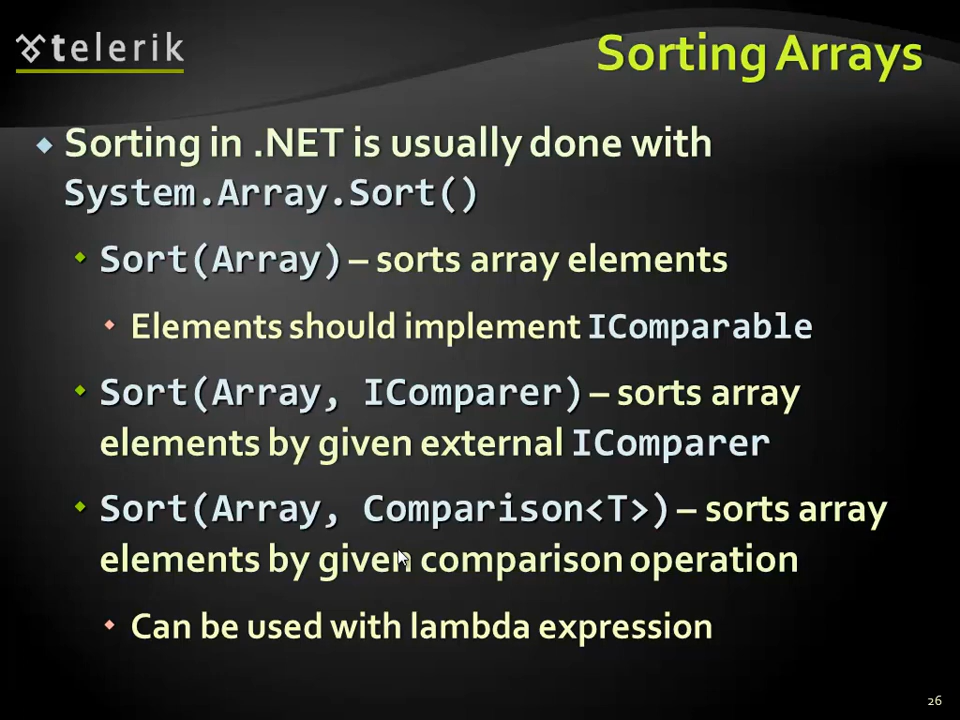 telerik
Sorting Arrays
Sorting in .NET is usually done with
System.Array.Sort()
Sort(Array) – sorts array elements
Elements should implement IComparable
Sort(Array, IComparer) – sorts array
elements by given external IComparer
Sort(Array, Comparison<T>) – sorts array
elements by given comparison operation
Can be used with lambda expression
26